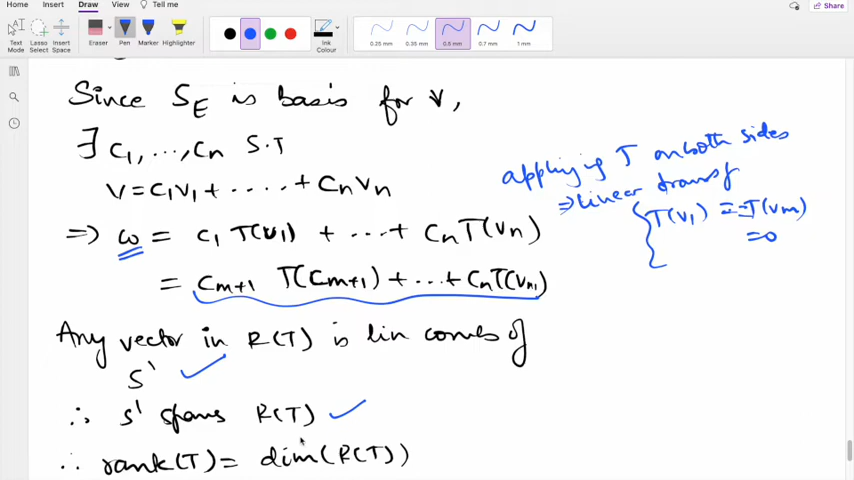 Home Insert Draw View Tell me
Share
Text Mode
Lasso Select
Insert Space
Eraser
Pen
Marker
Highlighter
Ink Colour
0.25 mm
0.35 mm
0.5 mm
0.7 mm
1 mm
Since S_E is basis for V,
∃ c1, ..., cn S.T
V = c1v1 + ..... + cnvn
⇒ ω = c1 T(v1) + ...+ cnT(vn)
= cm+1 T(cm+1) + ...+ cnT(vn)
applying T on both sides
⇒ linear transf
{T(v1) = = T(vm)
=0
Any vector in R(T) is lin combs of
S' ✓
∴ S' spans R(T) ✓
∴ rank(T) = dim(R(T))